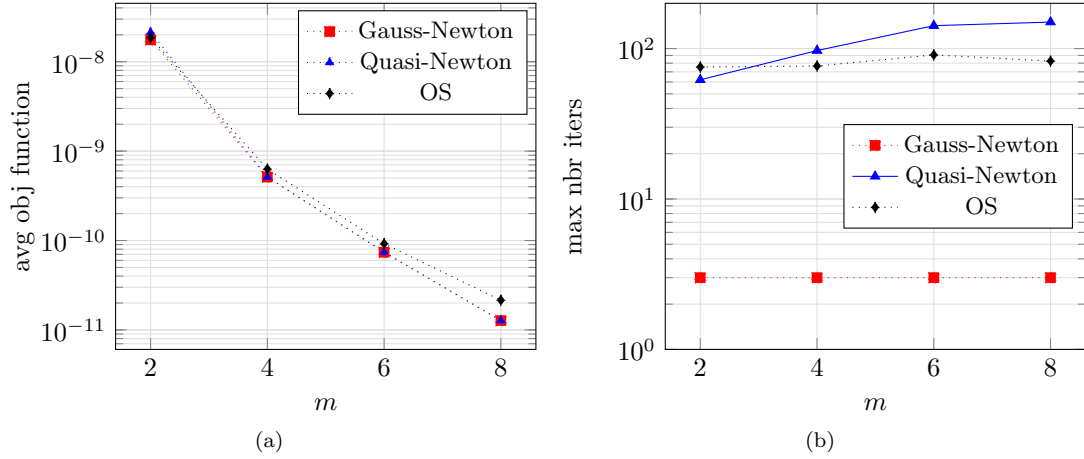 10^{-8}
10^{-9}
10^{-10}
10^{-11}
avg obj function
Gauss-Newton
Quasi-Newton
OS
2 4 6 8
m
(a)
10^2
10^1
10^0
max nbr iters
Gauss-Newton
Quasi-Newton
OS
2 4 6 8
m
(b)